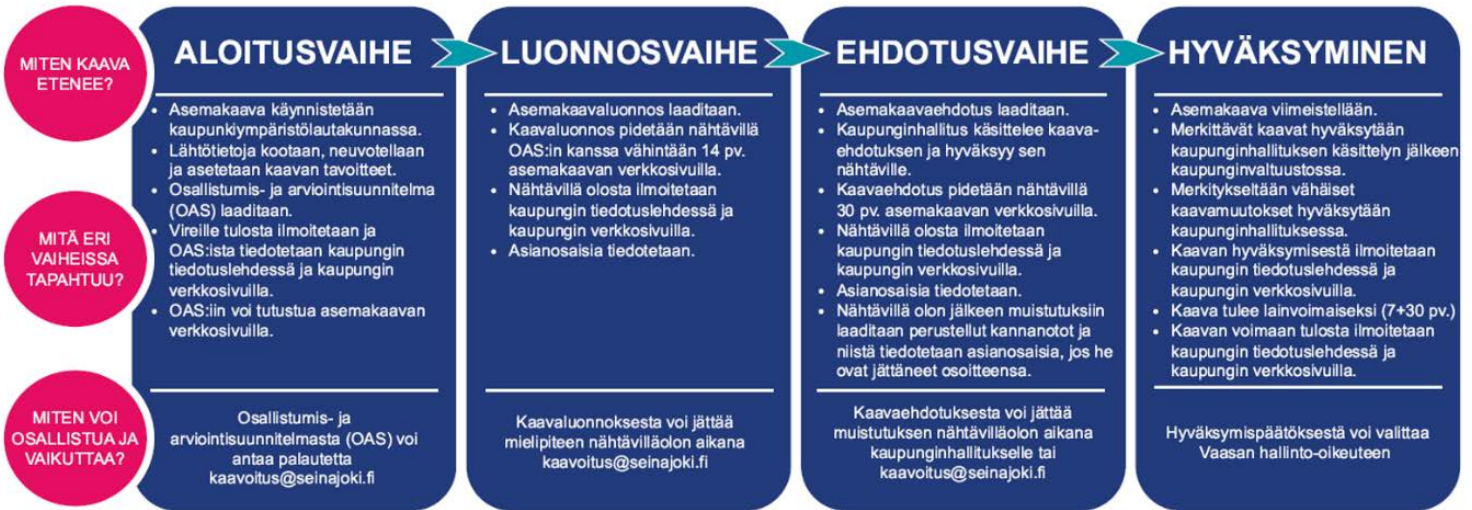 MITEN KAAVA
ETENEE?
MITÄ ERI
VAIHEISSA
TAPAHTUU?
MITEN VOI
OSALLISTUA JA
VAIKUTTAA?
ALOITUSVAIHE
• Asemakaava käynnistetään
kaupunkiympäristölautakunnassa.
• Lähtötietoja kootaan, neuvotellaan
ja asetetaan kaavan tavoitteet.
• Osallistumis- ja arviointisuunnitelma
(OAS) laaditaan.
• Vireille tulosta ilmoitetaan ja
OAS:ista tiedotetaan kaupungin
tiedotuslehdessä ja kaupungin
verkkosivuilla.
• OAS:iin voi tutustua asemakaavan
verkkosivuilla.
Osallistumis- ja
arviointisuunnitelmasta (OAS) voi
antaa palautetta
kaavoitus@seinajoki.fi
LUONNOSVAIHE
• Asemakaavaluonnos laaditaan.
• Kaavaluonnos pidetään nähtävillä
OAS:in kanssa vähintään 14 pv.
asemakaavan verkkosivuilla.
• Nähtävillä olosta ilmoitetaan
kaupungin tiedotuslehdessä ja
kaupungin verkkosivuilla.
• Asianosaisia tiedotetaan.
Kaavaluonnoksesta voi jättää
mielipiteen nähtävilläolon aikana
kaavoitus@seinajoki.fi
EHDOTUSVAIHE
• Asemakaavaehdotus laaditaan.
• Kaupunginhallitus käsittelee kaava-
ehdotuksen ja hyväksyy sen
nähtäville.
• Kaavaehdotus pidetään nähtävillä
30 pv. asemakaavan verkkosivuilla.
• Nähtävillä olosta ilmoitetaan
kaupungin tiedotuslehdessä ja
kaupungin verkkosivuilla.
• Asianosaisia tiedotetaan.
• Nähtävillä olon jälkeen muistutuksiin
laaditaan perustellut kannanotot ja
niistä tiedotetaan asianosaisia, jos he
ovat jättäneet osoitteensa.
Kaavaehdotuksesta voi jättää
muistutuksen nähtävilläolon aikana
kaupunginhallitukselle tai
kaavoitus@seinajoki.fi
HYVÄKSYMINEN
• Asemakaava viimeistellään.
• Merkittävät kaavat hyväksytään
kaupunginhallituksen käsittelyn jälkeen
kaupunginvaltuustossa.
• Merkitykseltään vähäiset
kaavamuutokset hyväksytään
kaupunginhallituksessa.
• Kaavan hyväksymisestä ilmoitetaan
kaupungin tiedotuslehdessä ja
kaupungin verkkosivuilla.
• Kaava tulee lainvoimaiseksi (7+30 pv.)
• Kaavan voimaan tulosta ilmoitetaan
kaupungin tiedotuslehdessä ja
kaupungin verkkosivuilla.
Hyväksymispäätöksestä voi valittaa
Vaasan hallinto-oikeuteen